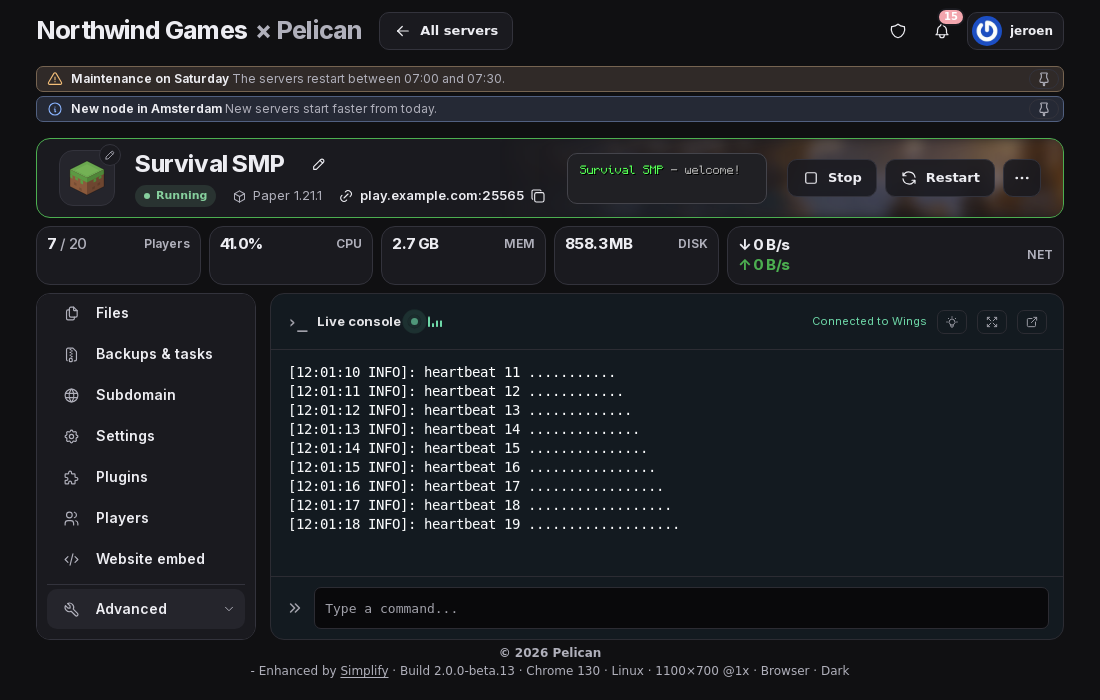 Northwind Games × Pelican
All servers
15
jeroen
Maintenance on Saturday The servers restart between 07:00 and 07:30.
New node in Amsterdam New servers start faster from today.
Survival SMP
Running
Paper 1.21.1
play.example.com:25565
Survival SMP – welcome!
Stop
Restart
7 / 20 Players
41.0% CPU
2.7 GB MEM
858.3 MB DISK
↓ 0 B/s
↑ 0 B/s
NET
Files
Backups & tasks
Subdomain
Settings
Plugins
Players
Website embed
Advanced
Live console
Connected to Wings
[12:01:10 INFO]: heartbeat 11 ...........
[12:01:11 INFO]: heartbeat 12 ............
[12:01:12 INFO]: heartbeat 13 .............
[12:01:13 INFO]: heartbeat 14 ..............
[12:01:14 INFO]: heartbeat 15 ...............
[12:01:15 INFO]: heartbeat 16 ................
[12:01:16 INFO]: heartbeat 17 .................
[12:01:17 INFO]: heartbeat 18 ..................
[12:01:18 INFO]: heartbeat 19 ...................
Type a command...
© 2026 Pelican
- Enhanced by Simplify · Build 2.0.0-beta.13 · Chrome 130 · Linux · 1100×700 @1x · Browser · Dark